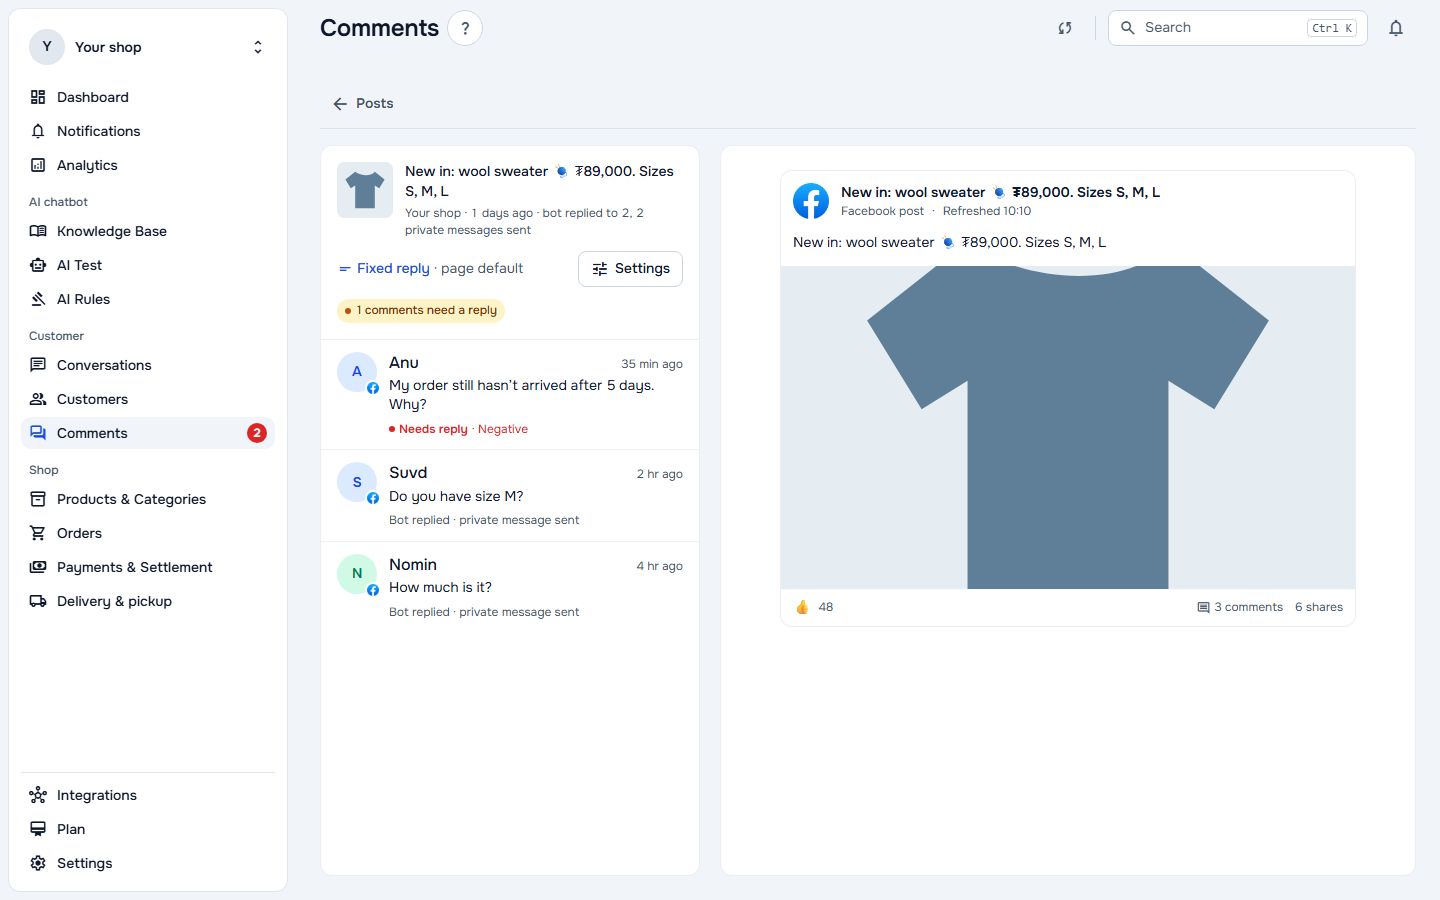 Y Your shop
Dashboard
Notifications
Analytics
AI chatbot
Knowledge Base
AI Test
AI Rules
Customer
Conversations
Customers
Comments 2
Shop
Products & Categories
Orders
Payments & Settlement
Delivery & pickup
Integrations
Plan
Settings
Comments ?
Search Ctrl K
Posts
New in: wool sweater 🧶 ₮89,000. Sizes
S, M, L
Your shop · 1 days ago · bot replied to 2, 2
private messages sent
Fixed reply · page default
Settings
1 comments need a reply
A Anu 35 min ago
My order still hasn’t arrived after 5 days.
Why?
Needs reply · Negative
S Suvd 2 hr ago
Do you have size M?
Bot replied · private message sent
N Nomin 4 hr ago
How much is it?
Bot replied · private message sent
New in: wool sweater 🧶 ₮89,000. Sizes S, M, L
Facebook post · Refreshed 10:10
New in: wool sweater 🧶 ₮89,000. Sizes S, M, L
👍 48
3 comments 6 shares